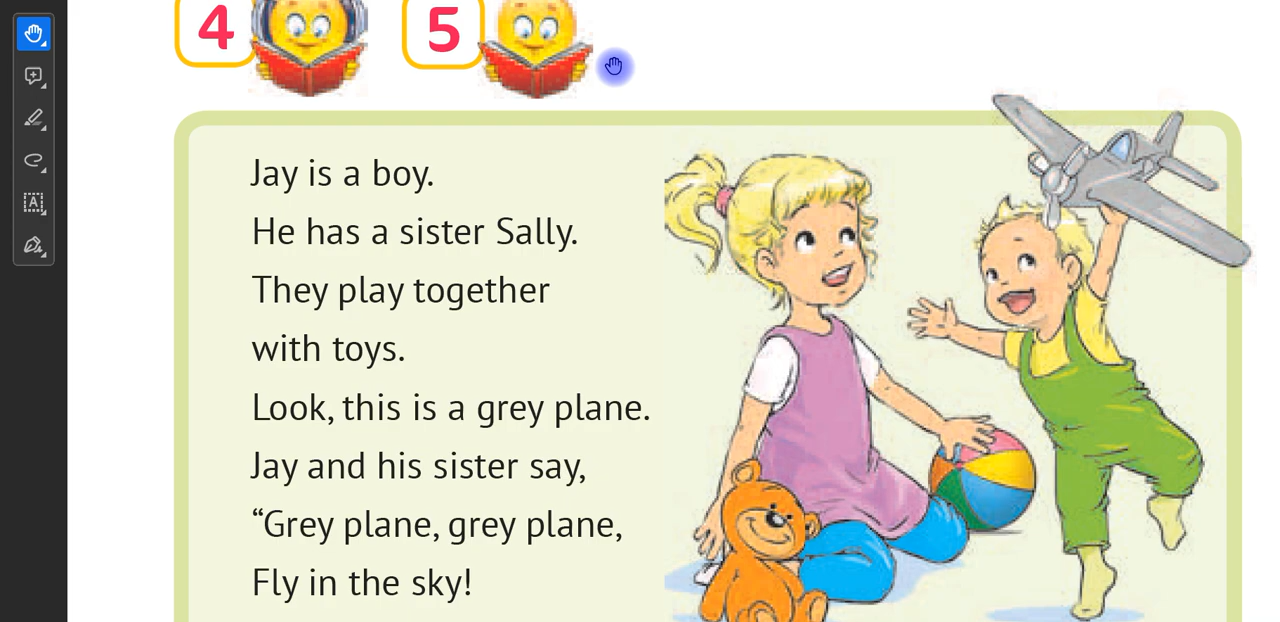 4 5
Jay is a boy.
He has a sister Sally.
They play together
with toys.
Look, this is a grey plane.
Jay and his sister say,
“Grey plane, grey plane,
Fly in the sky!